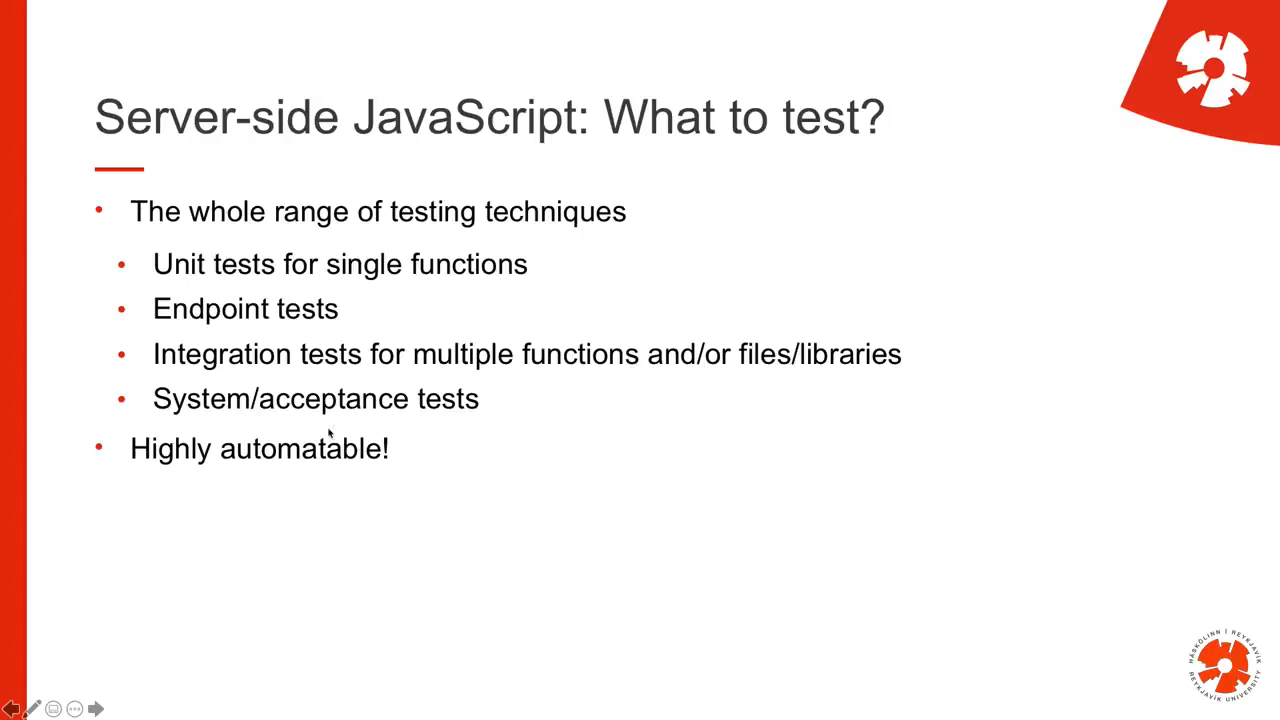 Server-side JavaScript: What to test?
• The whole range of testing techniques
• Unit tests for single functions
• Endpoint tests
• Integration tests for multiple functions and/or files/libraries
• System/acceptance tests
• Highly automatable!
HÁSKÓLINN Í REYKJAVÍK
REYKJAVÍK UNIVERSITY